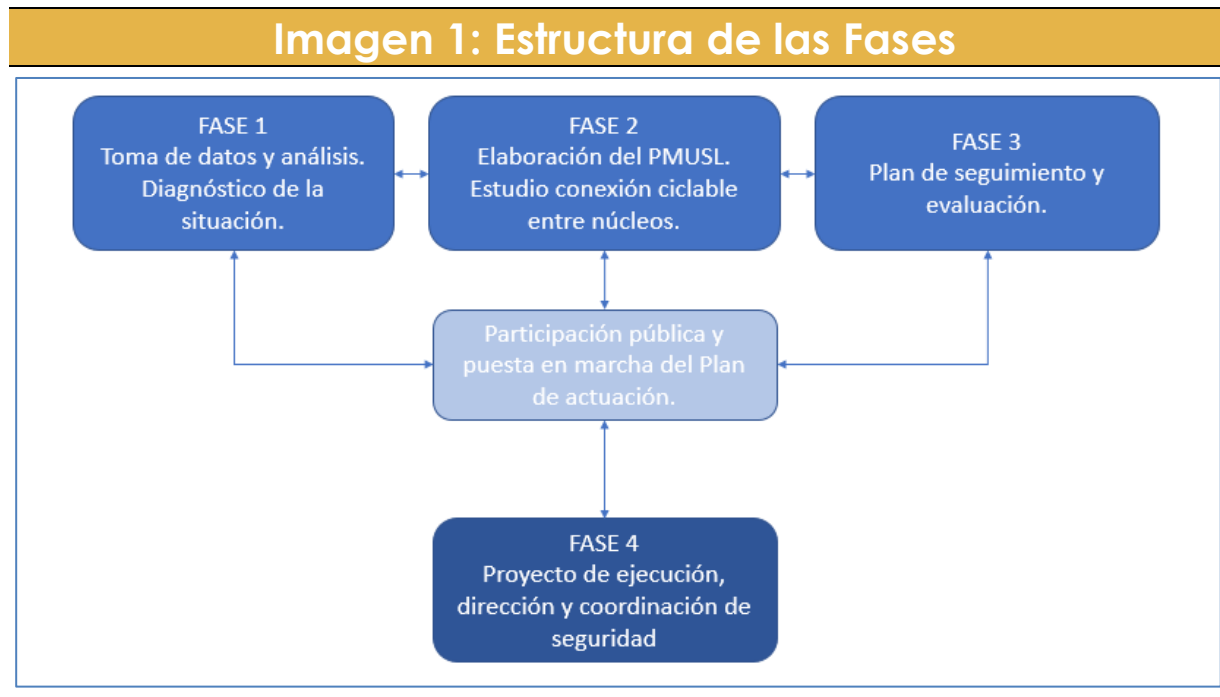 Imagen 1: Estructura de las Fases
FASE 1
Toma de datos y análisis.
Diagnóstico de la
situación.
FASE 2
Elaboración del PMUSL.
Estudio conexión ciclable
entre núcleos.
FASE 3
Plan de seguimiento y
evaluación.
Participación pública y
puesta en marcha del Plan
de actuación.
FASE 4
Proyecto de ejecución,
dirección y coordinación de
seguridad